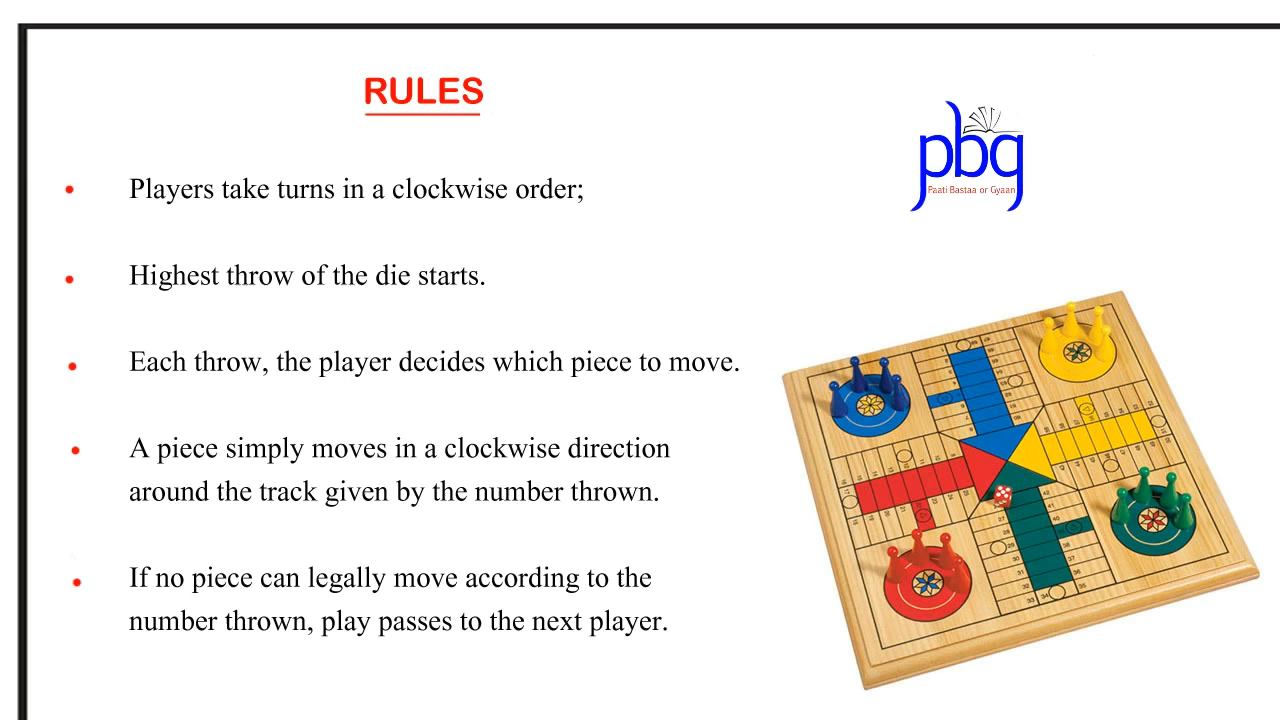 RULES
Players take turns in a clockwise order;
Highest throw of the die starts.
Each throw, the player decides which piece to move.
A piece simply moves in a clockwise direction
around the track given by the number thrown.
If no piece can legally move according to the
number thrown, play passes to the next player.
pbg
Paati Bastaa or Gyaan